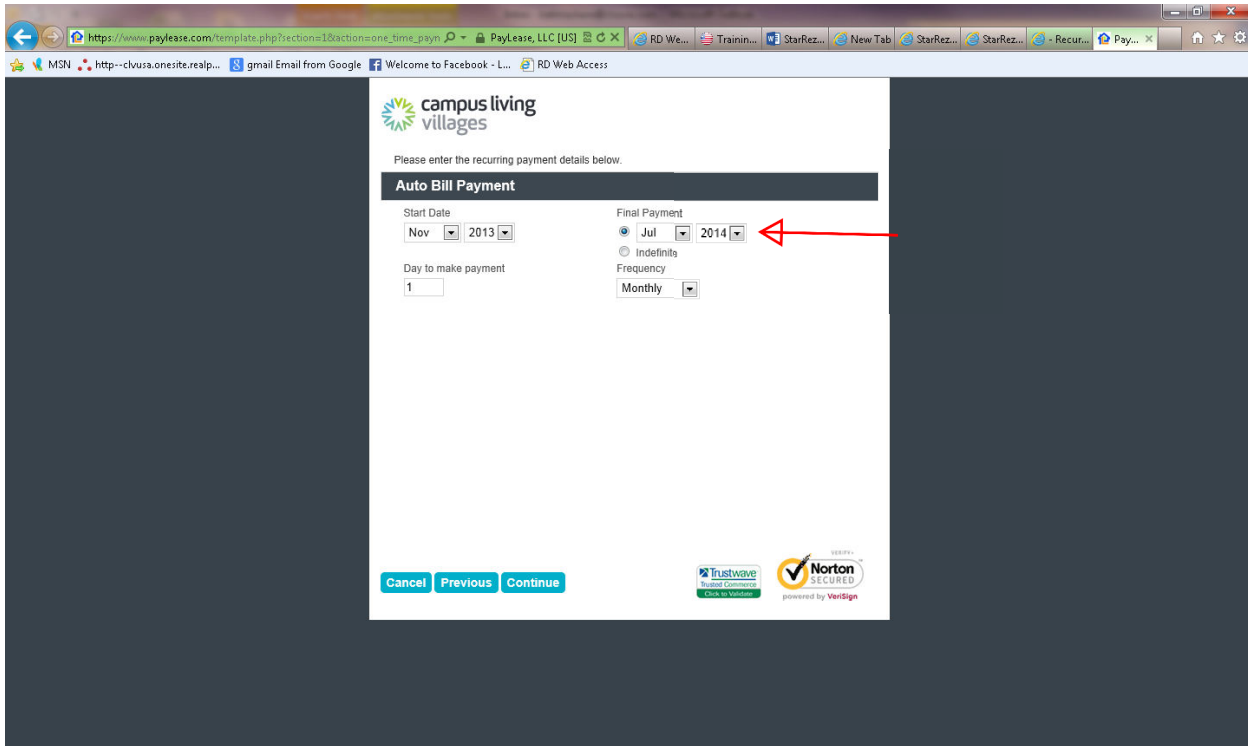 https://www.paylease.com/template.php?section=1&action=one_time_payn
PayLease, LLC [US]
RD We...
Trainin...
StarRez...
New Tab
StarRez...
StarRez...
- Recur...
Pay...
MSN
http--clvusa.onesite.realp...
gmail Email from Google
Welcome to Facebook - L...
RD Web Access
campus living
villages
Please enter the recurring payment details below.
Auto Bill Payment
Start Date
Final Payment
Nov 2013
Jul 2014
Indefinite
Day to make payment
Frequency
1
Monthly
Cancel Previous Continue
Trustwave
Trusted Commerce
Click to Validate
Norton
SECURED
powered by VeriSign